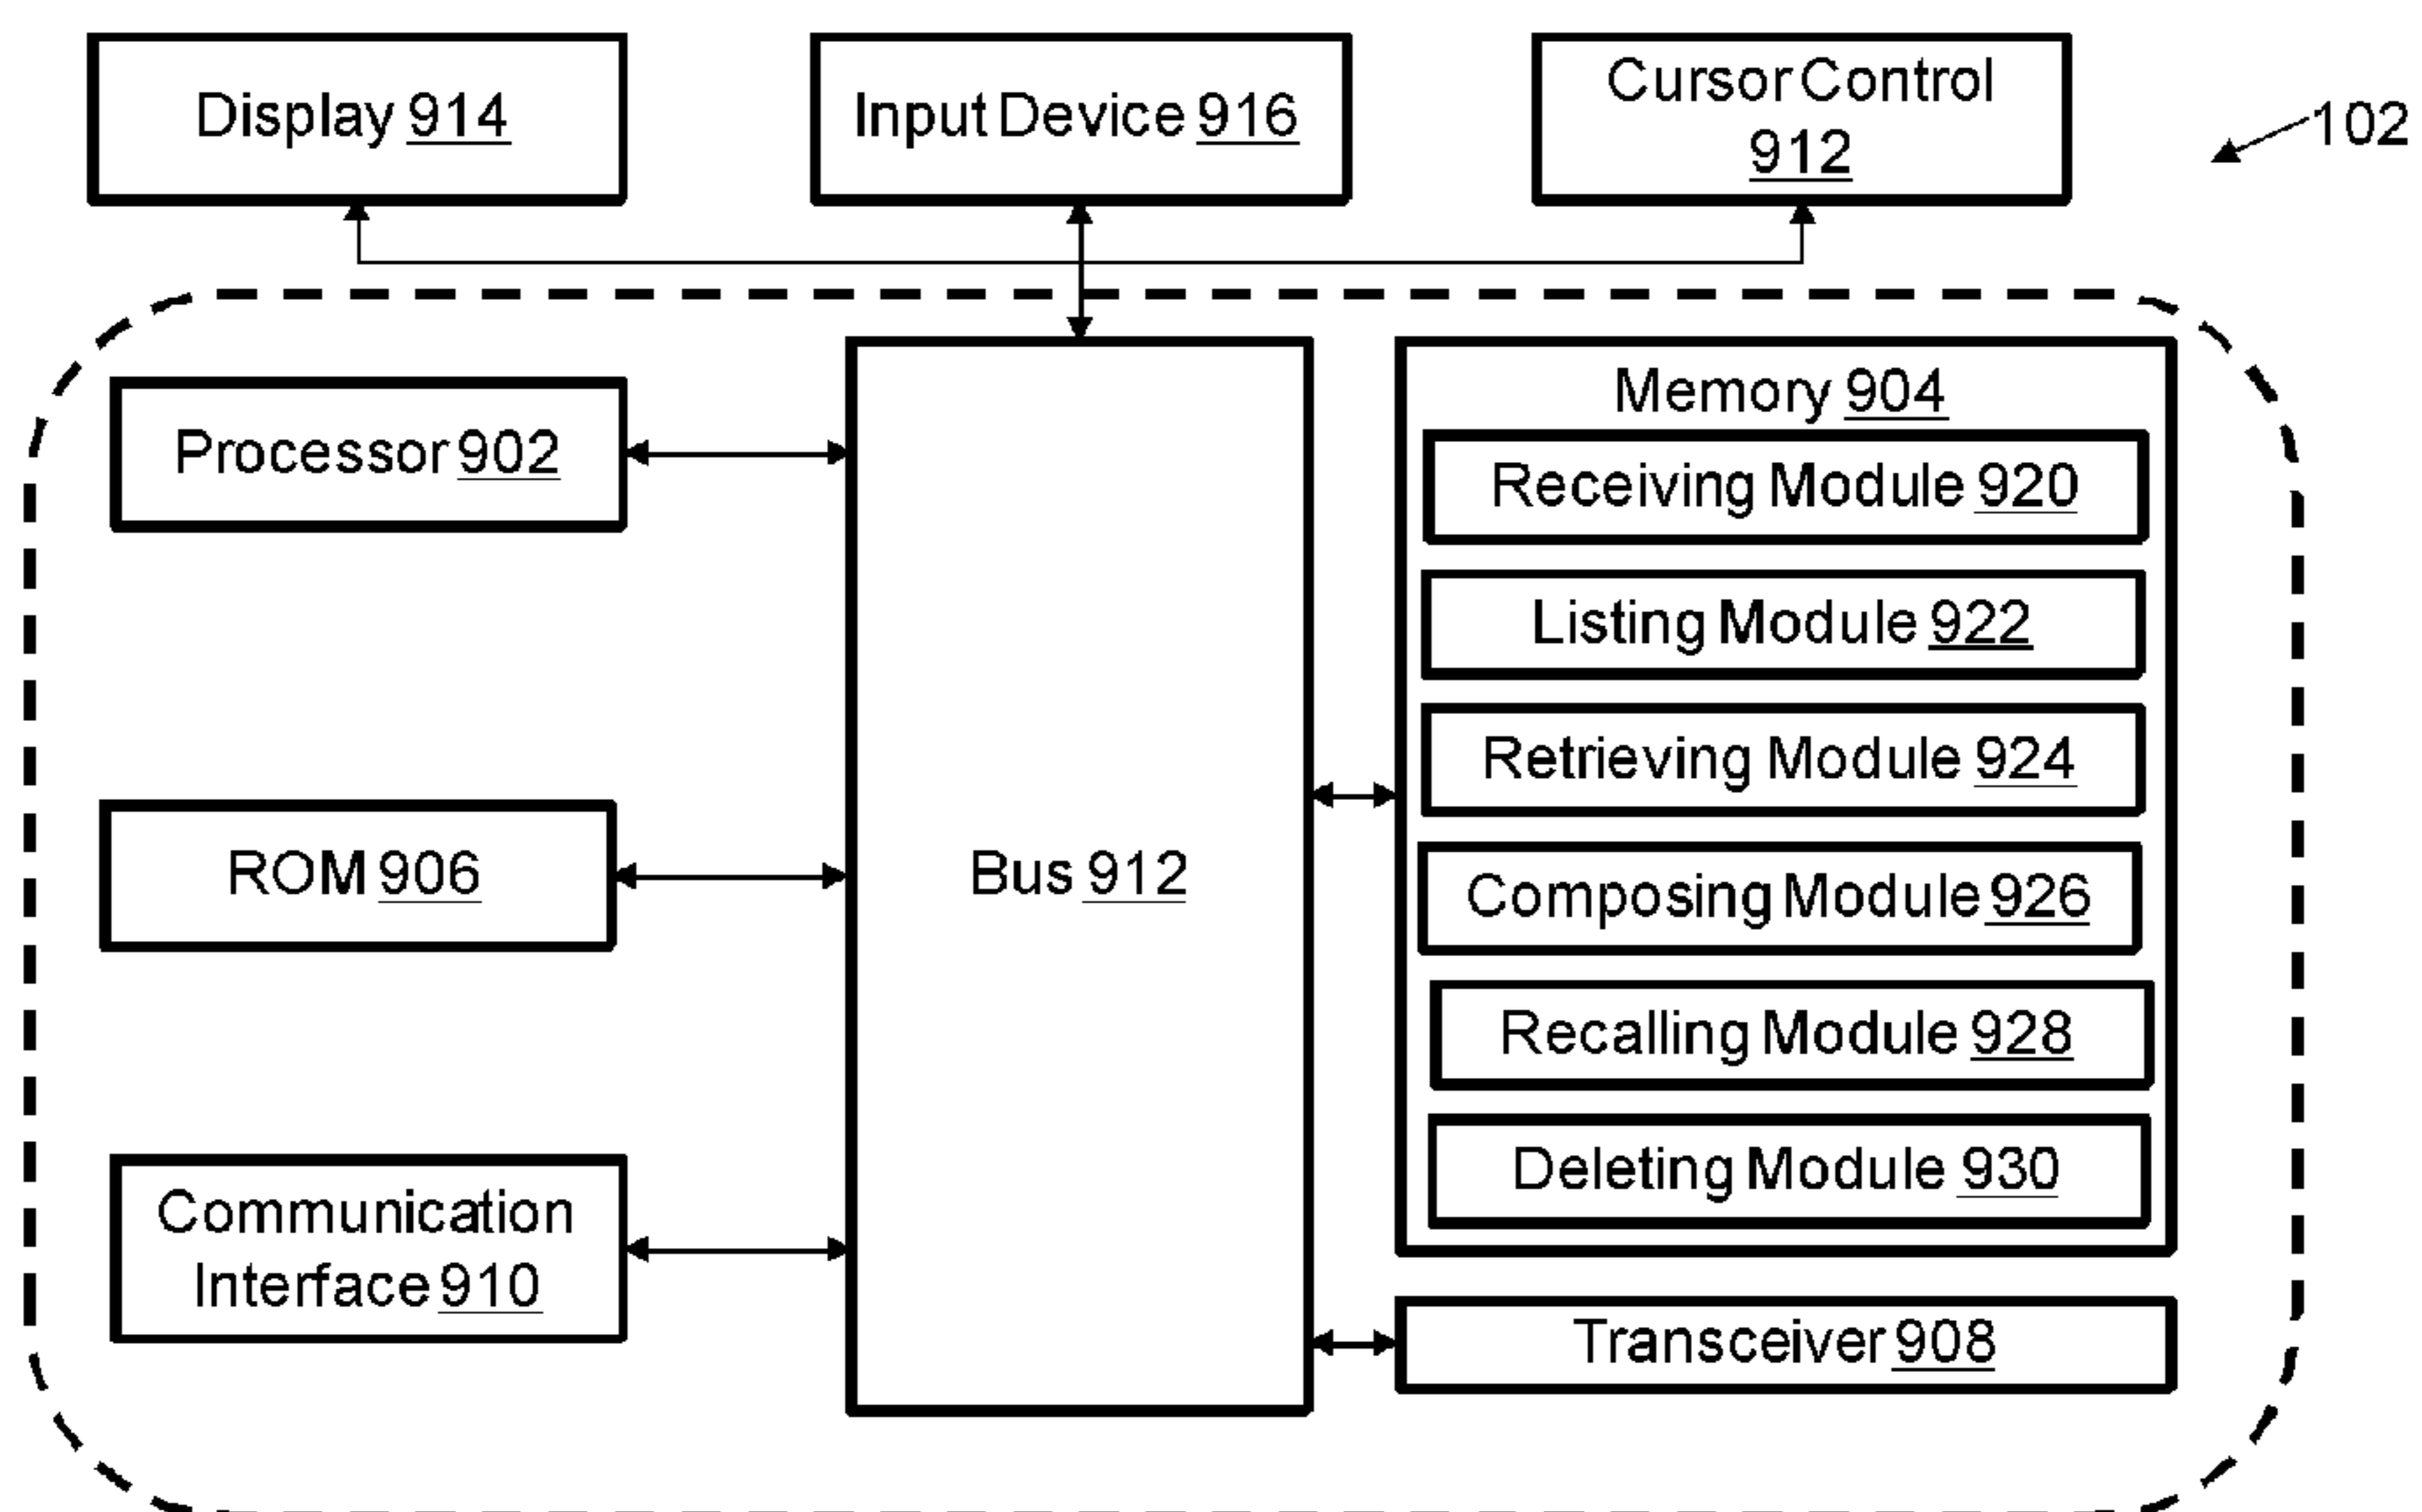 Display 914
Input Device 916
Cursor Control
912
102
Processor 902
ROM 906
Communication
Interface 910
Bus 912
Memory 904
Receiving Module 920
Listing Module 922
Retrieving Module 924
Composing Module 926
Recalling Module 928
Deleting Module 930
Transceiver 908